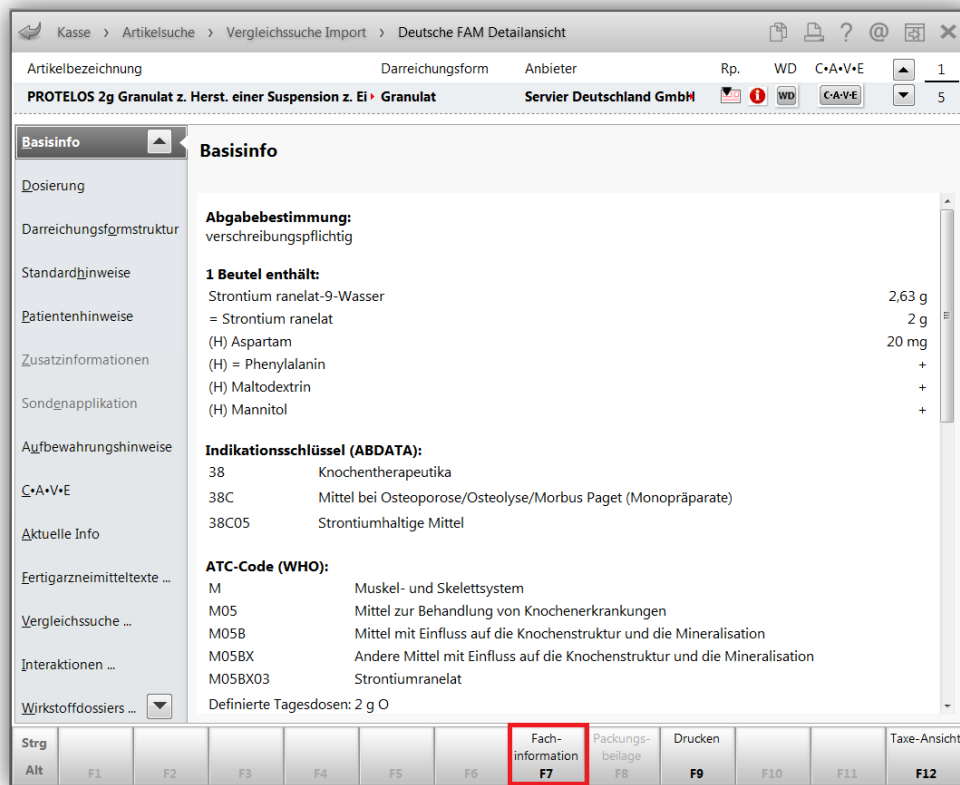 Kasse › Artikelsuche › Vergleichssuche Import › Deutsche FAM Detailansicht ? @
Artikelbezeichnung Darreichungsform Anbieter Rp. WD C•A•V•E 1
PROTELOS 2g Granulat z. Herst. einer Suspension z. Ei Granulat Servier Deutschland GmbH i WD C•A•V•E 5
Basisinfo
Dosierung
Darreichungsformstruktur
Standardhinweise
Patientenhinweise
Zusatzinformationen
Sondenapplikation
Aufbewahrungshinweise
C•A•V•E
Aktuelle Info
Fertigarzneimitteltexte ...
Vergleichssuche ...
Interaktionen ...
Wirkstoffdossiers ...
Basisinfo
Abgabebestimmung:
verschreibungspflichtig
1 Beutel enthält:
Strontium ranelat-9-Wasser 2,63 g
= Strontium ranelat 2 g
(H) Aspartam 20 mg
(H) = Phenylalanin +
(H) Maltodextrin +
(H) Mannitol +
Indikationsschlüssel (ABDATA):
38 Knochentherapeutika
38C Mittel bei Osteoporose/Osteolyse/Morbus Paget (Monopräparate)
38C05 Strontiumhaltige Mittel
ATC-Code (WHO):
M Muskel- und Skelettsystem
M05 Mittel zur Behandlung von Knochenerkrankungen
M05B Mittel mit Einfluss auf die Knochenstruktur und die Mineralisation
M05BX Andere Mittel mit Einfluss auf die Knochenstruktur und die Mineralisation
M05BX03 Strontiumranelat
Definierte Tagesdosen: 2 g O
Strg Fach- Packungs- Drucken Taxe-Ansicht
information beilage
Alt F1 F2 F3 F4 F5 F6 F7 F8 F9 F10 F11 F12